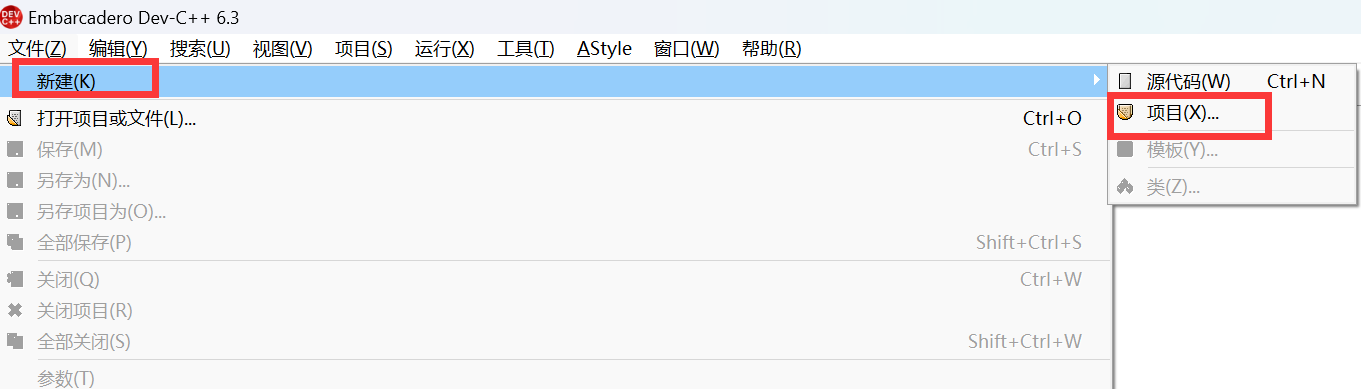 DEV C++ Embarcadero Dev-C++ 6.3
文件(Z) 编辑(Y) 搜索(U) 视图(V) 项目(S) 运行(X) 工具(T) AStyle 窗口(W) 帮助(R)
新建(K)
源代码(W) Ctrl+N
项目(X)...
模板(Y)...
类(Z)...
打开项目或文件(L)... Ctrl+O
保存(M) Ctrl+S
另存为(N)...
另存项目为(O)...
全部保存(P) Shift+Ctrl+S
关闭(Q) Ctrl+W
关闭项目(R)
全部关闭(S) Shift+Ctrl+W
参数(T)